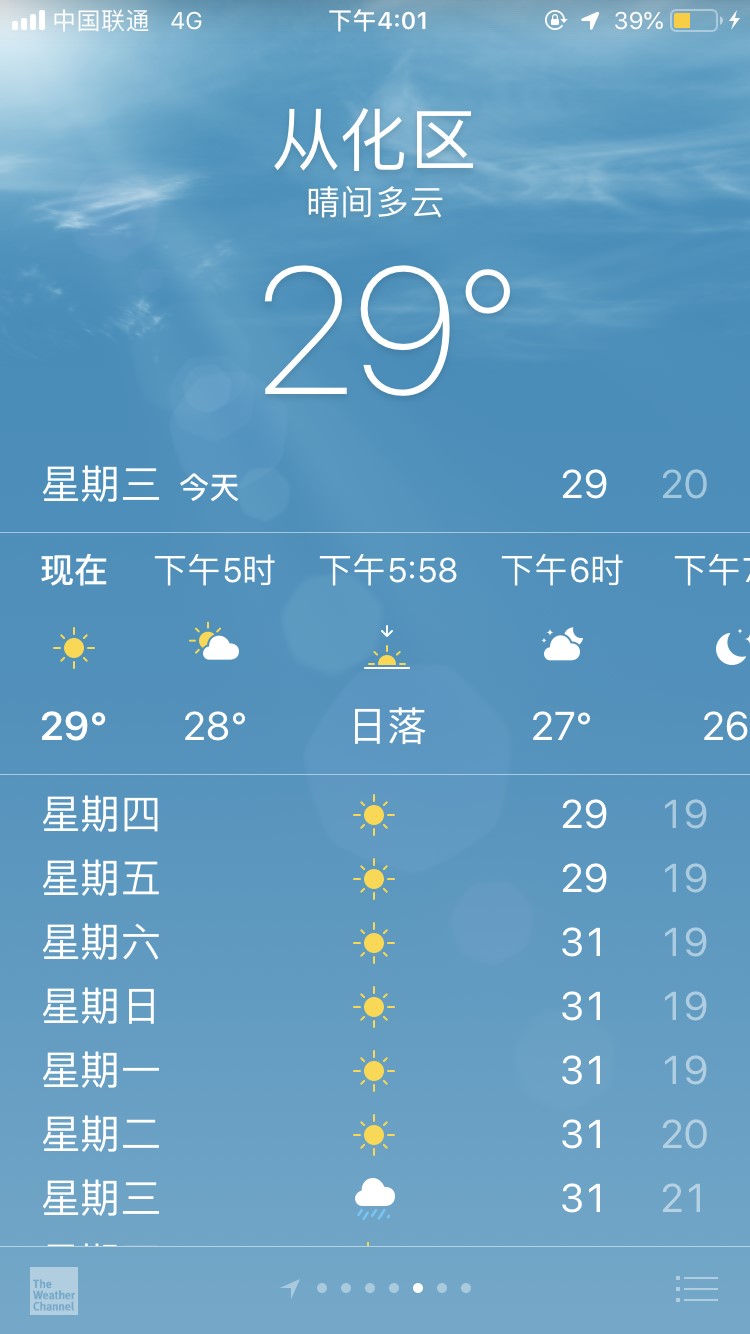 中国联通 4G 下午4:01 39%
从化区
晴间多云
29°
星期三 今天 29 20
现在 下午5时 下午5:58 下午6时 下午7
29° 28° 日落 27° 26
星期四 29 19
星期五 29 19
星期六 31 19
星期日 31 19
星期一 31 19
星期二 31 20
星期三 31 21
The
Weather
Channel